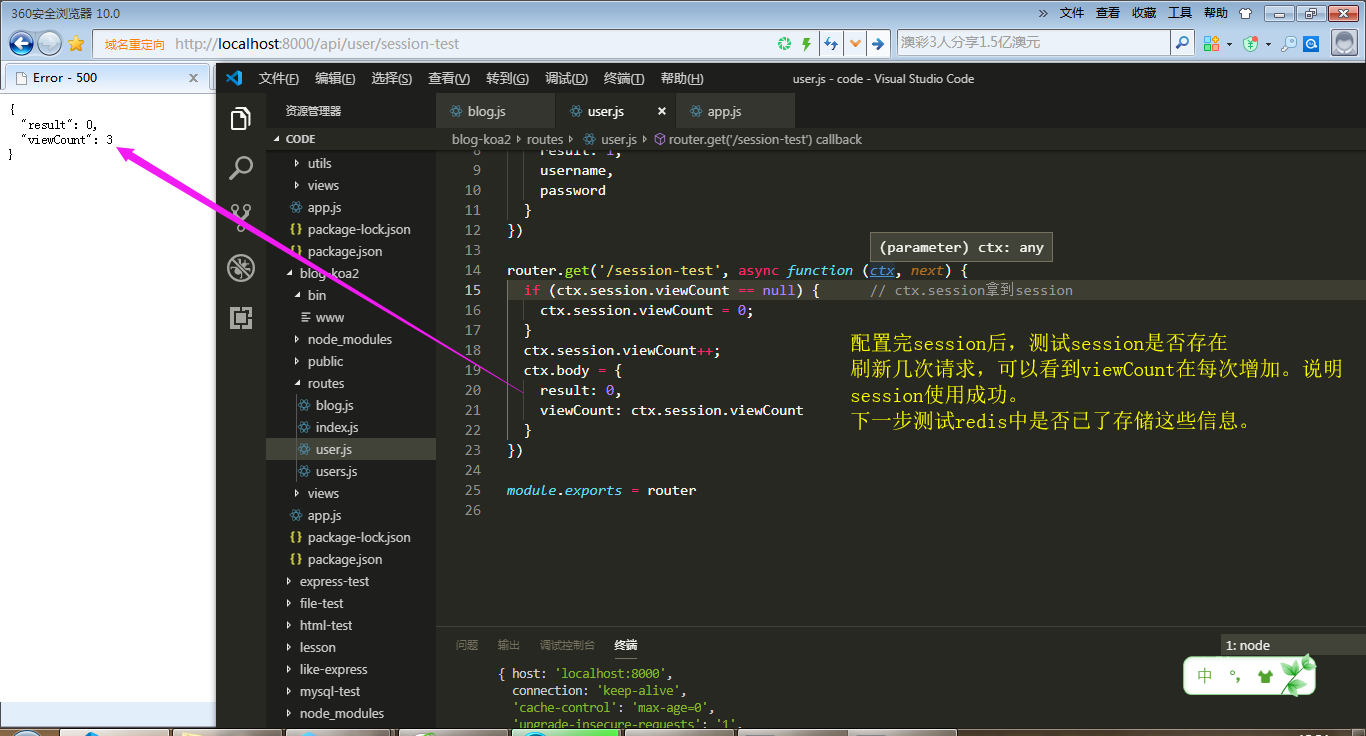 360安全浏览器 10.0
» 文件 查看 收藏 工具 帮助
域名重定向 http://localhost:8000/api/user/session-test
澳彩3人分享1.5亿澳元
Error - 500
{
"result": 0,
"viewCount": 3
}
文件(F) 编辑(E) 选择(S) 查看(V) 转到(G) 调试(D) 终端(T) 帮助(H)
user.js - code - Visual Studio Code
资源管理器
CODE
utils
views
app.js
package-lock.json
package.json
blog-koa2
bin
www
node_modules
public
routes
blog.js
index.js
user.js
users.js
views
app.js
package-lock.json
package.json
express-test
file-test
html-test
lesson
like-express
mysql-test
node_modules
blog.js
user.js
app.js
blog-koa2 routes user.js router.get('/session-test') callback
8 result: 1,
9 username,
10 password
11 }
12 })
13
(parameter) ctx: any
14 router.get('/session-test', async function (ctx, next) {
15 if (ctx.session.viewCount == null) { // ctx.session拿到session
16 ctx.session.viewCount = 0;
17 }
18 ctx.session.viewCount++;
19 ctx.body = {
20 result: 0,
21 viewCount: ctx.session.viewCount
22 }
23 })
24
25 module.exports = router
26
配置完session后，测试session是否存在
刷新几次请求，可以看到viewCount在每次增加。说明
session使用成功。
下一步测试redis中是否已了存储这些信息。
问题 输出 调试控制台 终端
1: node
{ host: 'localhost:8000',
connection: 'keep-alive',
'cache-control': 'max-age=0',
'upgrade-insecure-requests': '1',
中 °,